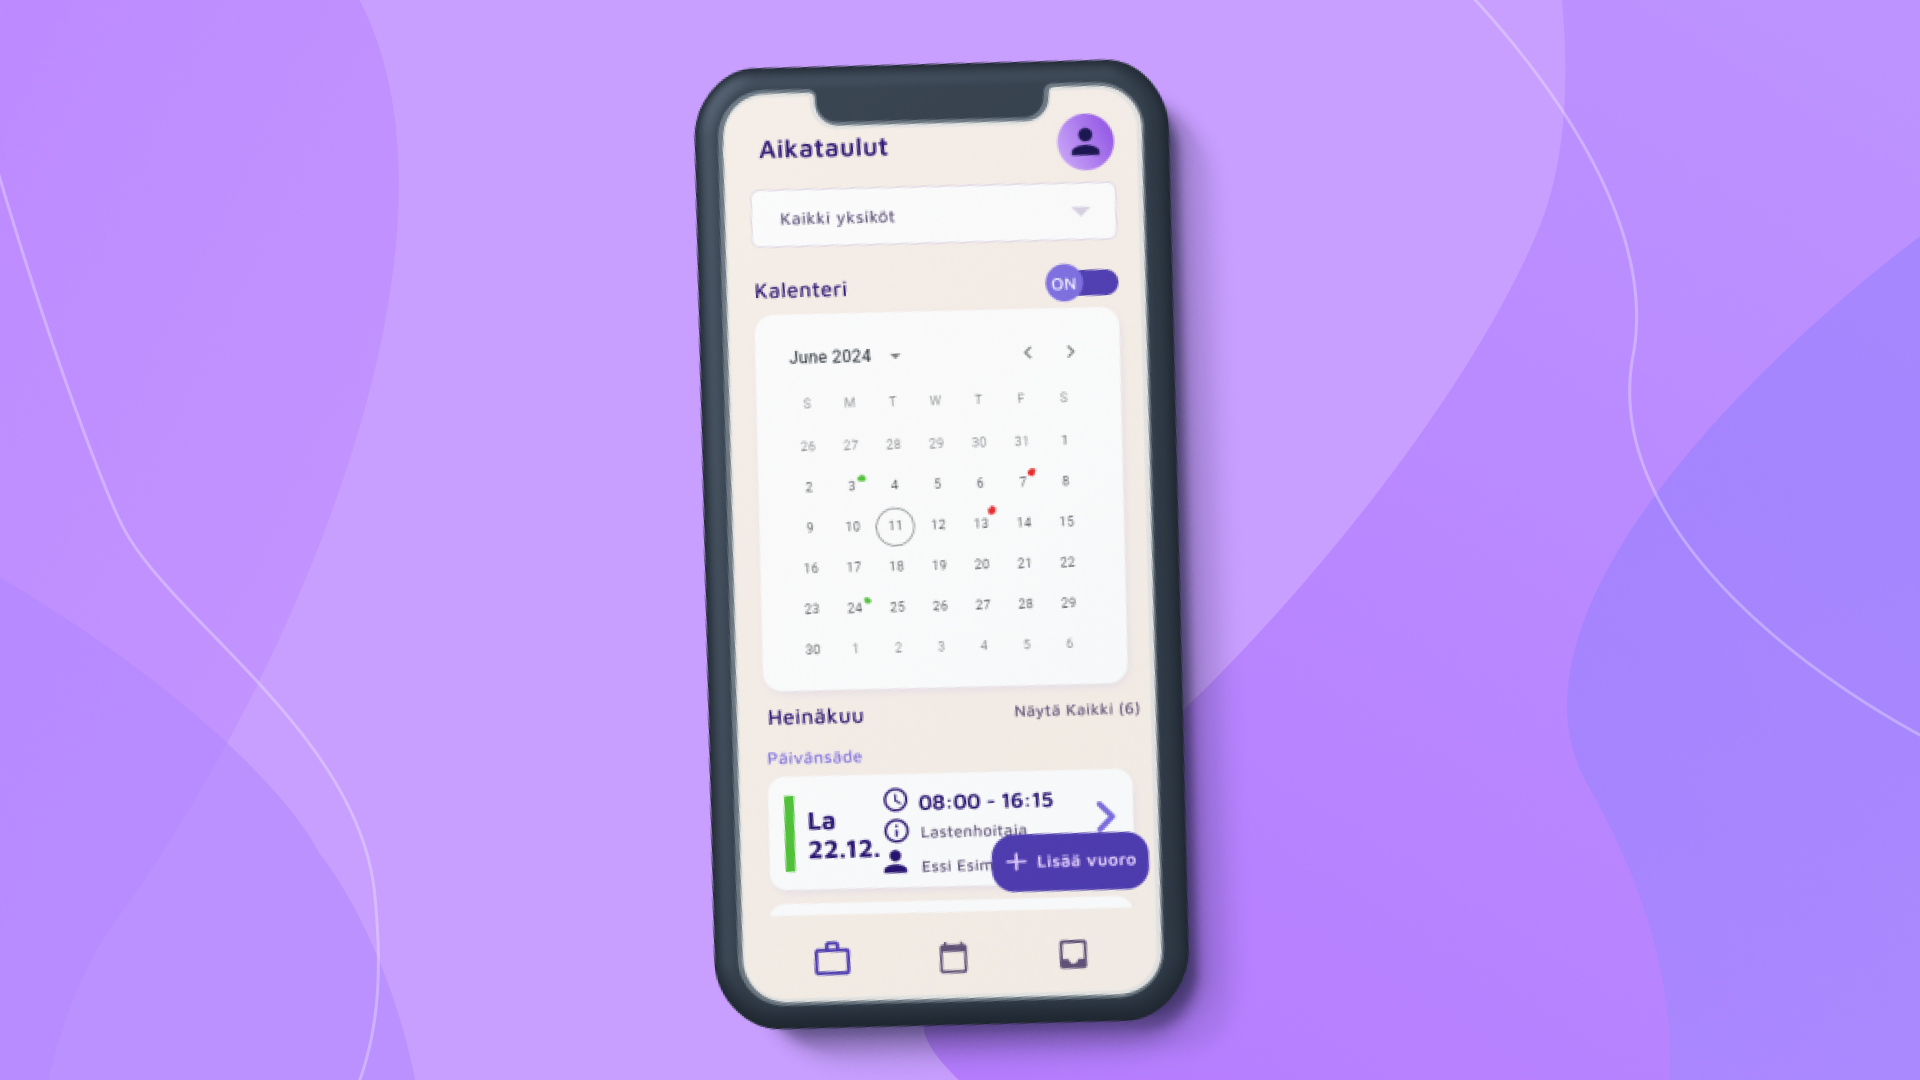 Aikataulut
Kaikki yksiköt
Kalenteri ON
June 2024
S M T W T F S
26 27 28 29 30 31 1
2 3 4 5 6 7 8
9 10 11 12 13 14 15
16 17 18 19 20 21 22
23 24 25 26 27 28 29
30 1 2 3 4 5 6
Heinäkuu Näytä Kaikki (6)
Päivänsäde
La
22.12.
08:00 - 16:15
Lastenhoitaja
Essi Esim
+ Lisää vuoro